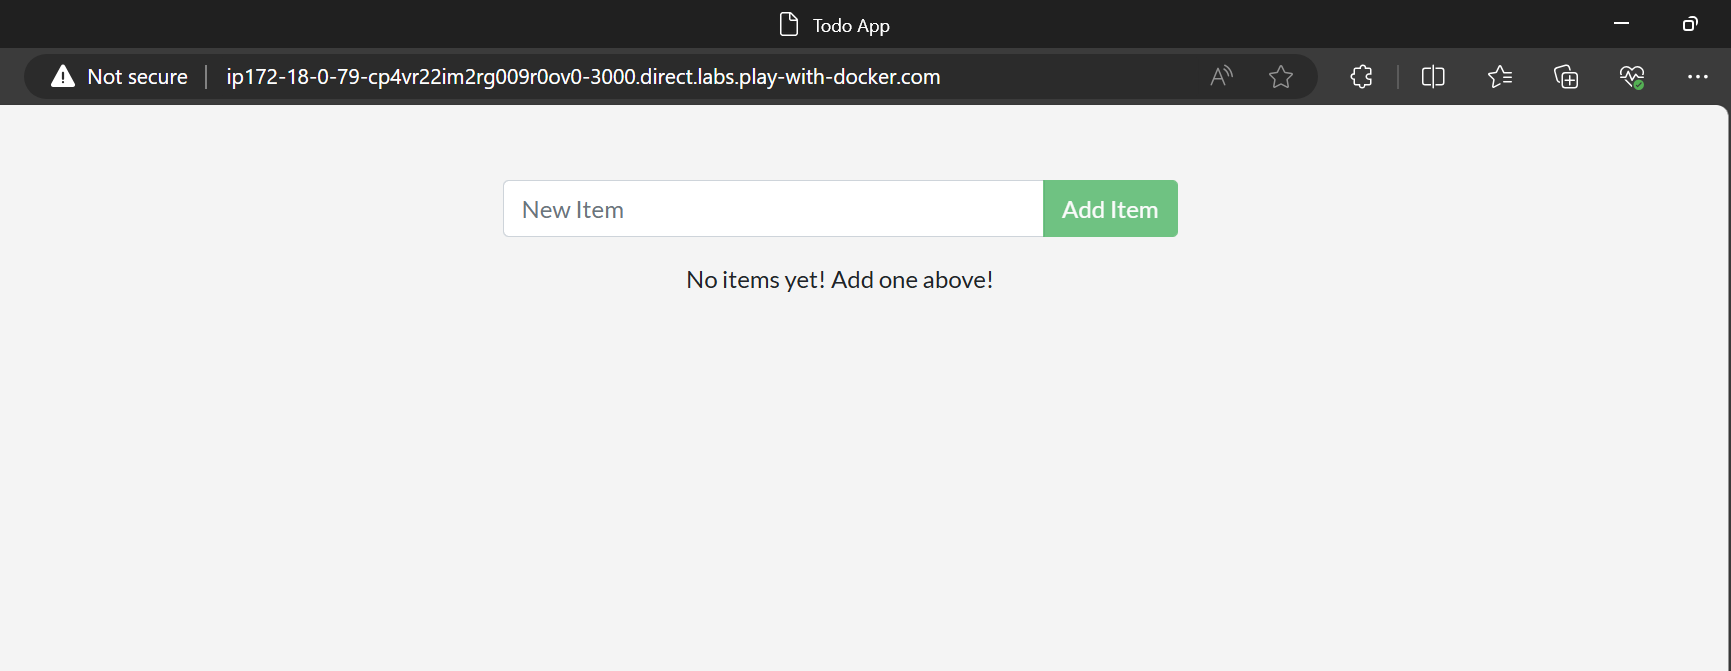 Todo App
Not secure
ip172-18-0-79-cp4vr22im2rg009r0ov0-3000.direct.labs.play-with-docker.com
New Item
Add Item
No items yet! Add one above!